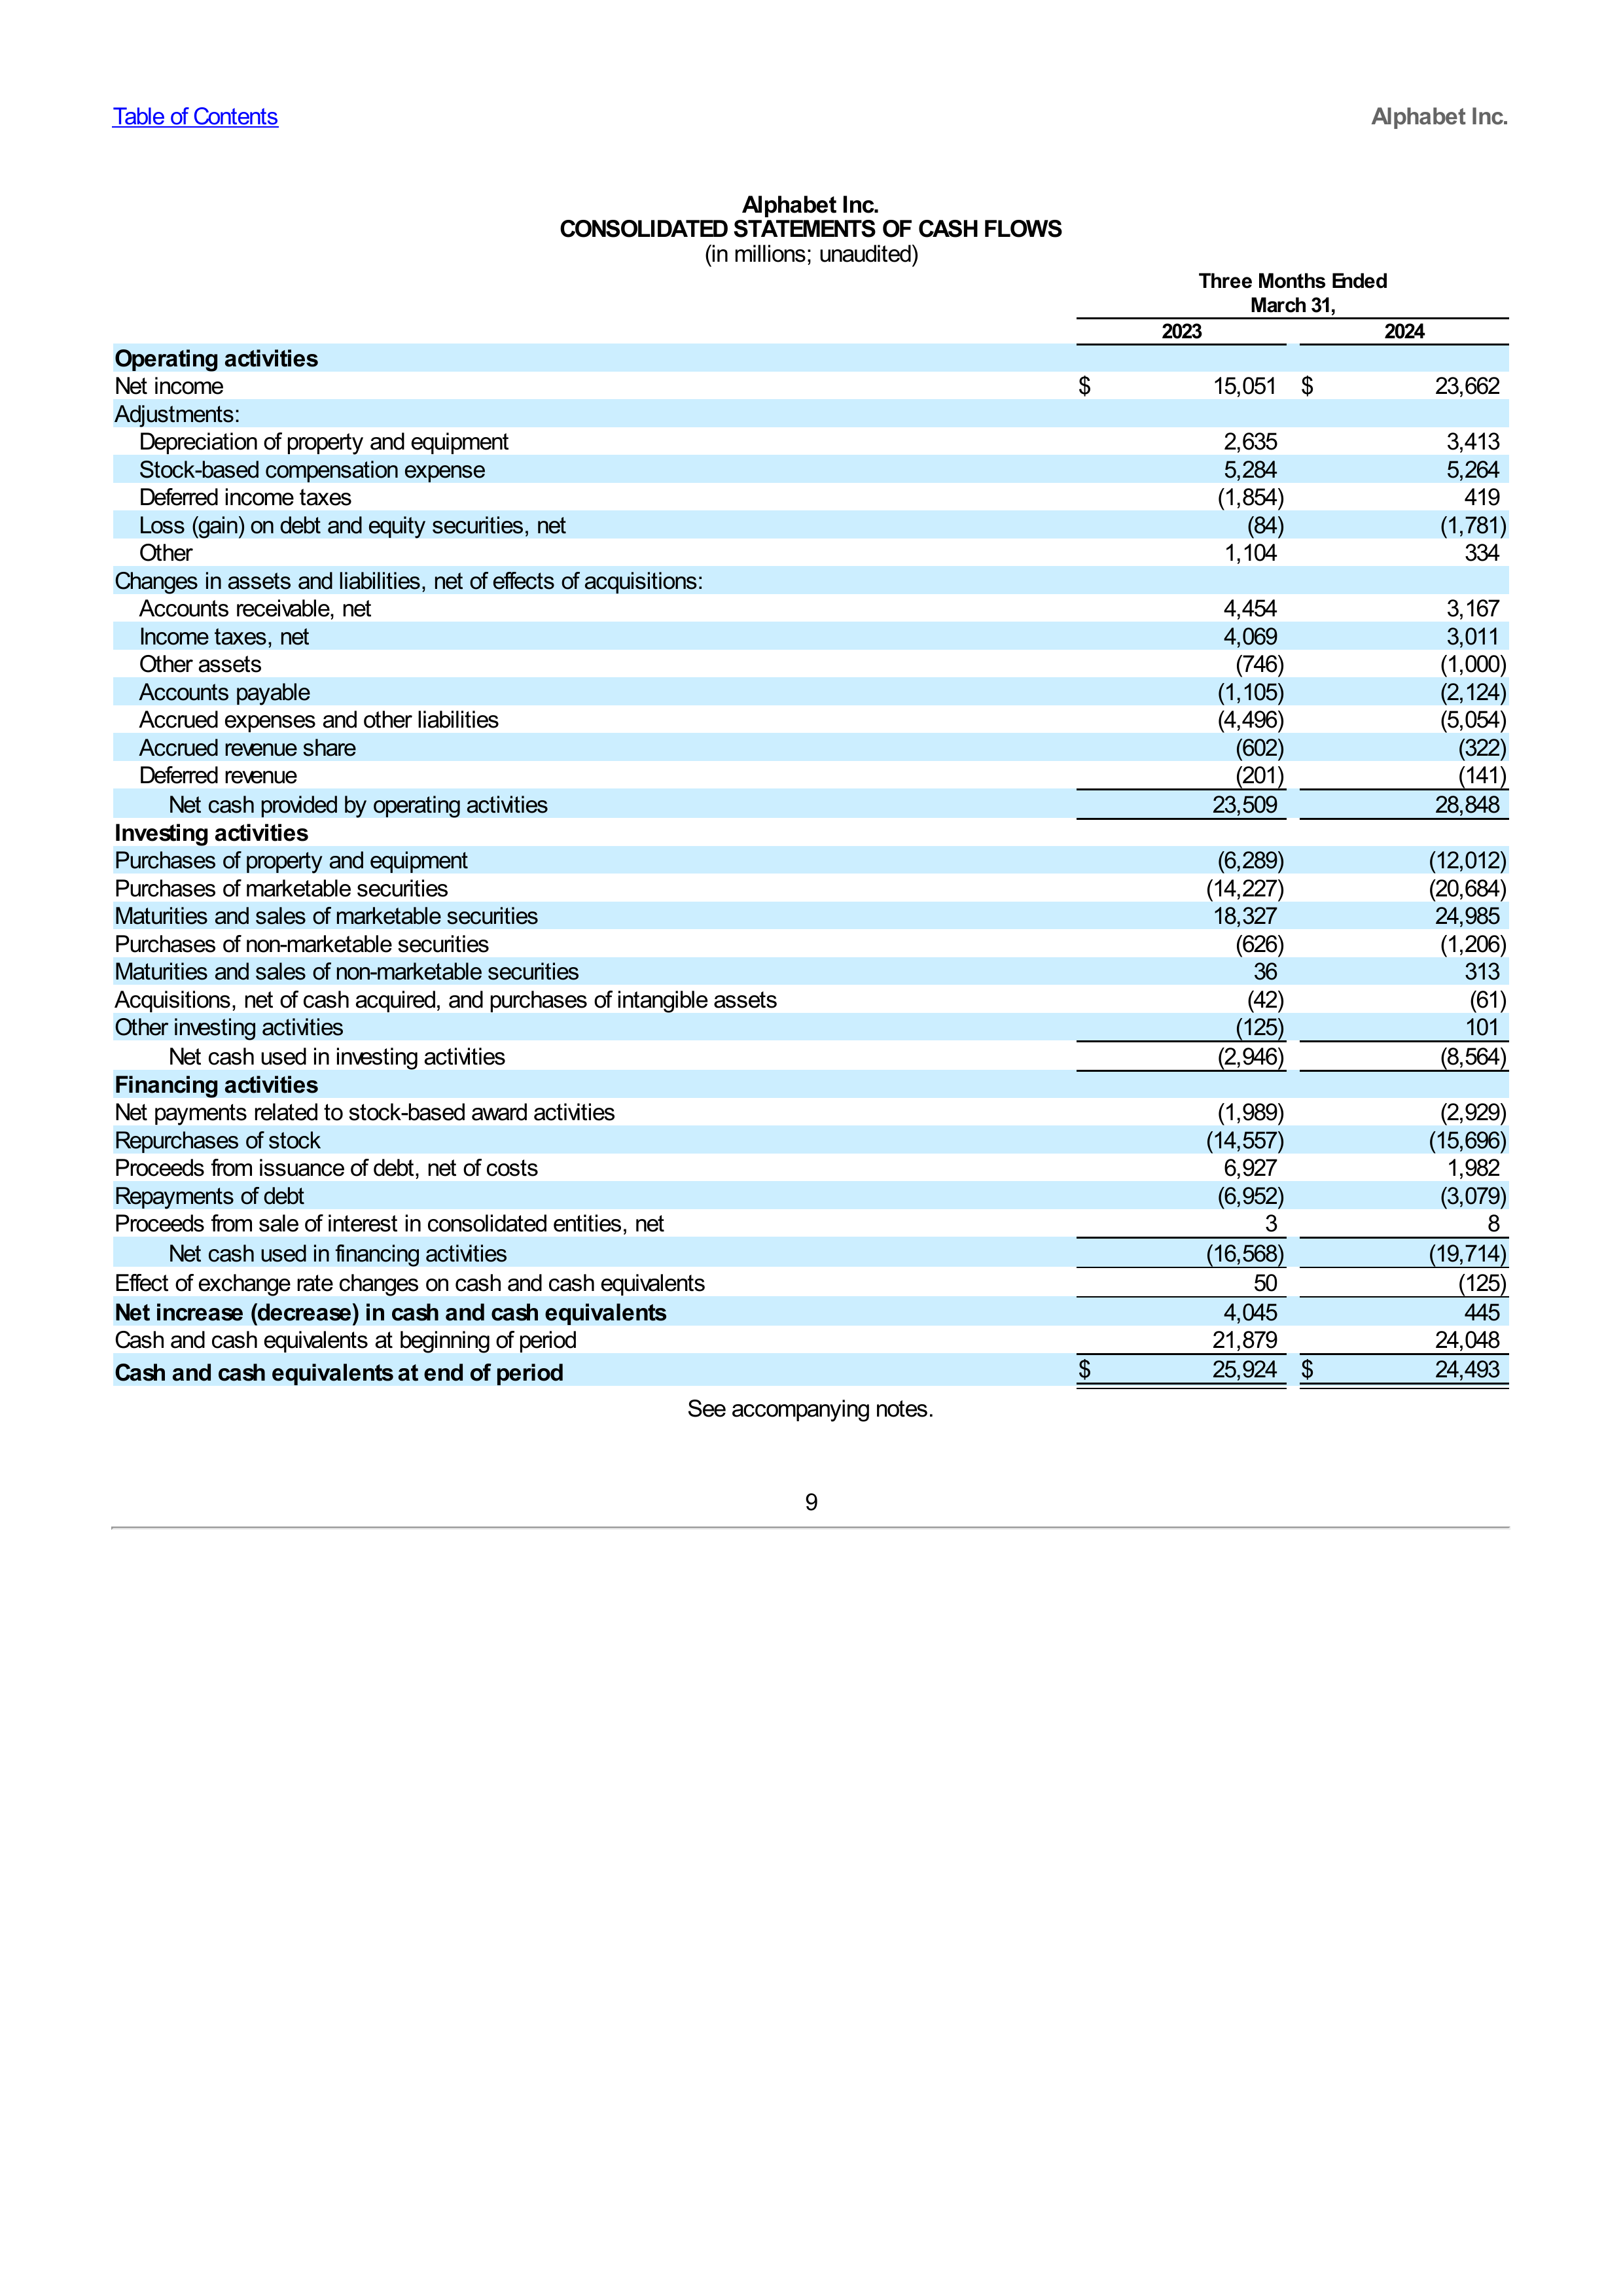 Table of Contents Alphabet Inc.
Alphabet Inc.
CONSOLIDATED STATEMENTS OF CASH FLOWS
(in millions; unaudited)
Three Months Ended
March 31,
2023 2024
Operating activities
Net income $ 15,051 $ 23,662
Adjustments:
Depreciation of property and equipment 2,635 3,413
Stock-based compensation expense 5,284 5,264
Deferred income taxes (1,854) 419
Loss (gain) on debt and equity securities, net (84) (1,781)
Other 1,104 334
Changes in assets and liabilities, net of effects of acquisitions:
Accounts receivable, net 4,454 3,167
Income taxes, net 4,069 3,011
Other assets (746) (1,000)
Accounts payable (1,105) (2,124)
Accrued expenses and other liabilities (4,496) (5,054)
Accrued revenue share (602) (322)
Deferred revenue (201) (141)
Net cash provided by operating activities 23,509 28,848
Investing activities
Purchases of property and equipment (6,289) (12,012)
Purchases of marketable securities (14,227) (20,684)
Maturities and sales of marketable securities 18,327 24,985
Purchases of non-marketable securities (626) (1,206)
Maturities and sales of non-marketable securities 36 313
Acquisitions, net of cash acquired, and purchases of intangible assets (42) (61)
Other investing activities (125) 101
Net cash used in investing activities (2,946) (8,564)
Financing activities
Net payments related to stock-based award activities (1,989) (2,929)
Repurchases of stock (14,557) (15,696)
Proceeds from issuance of debt, net of costs 6,927 1,982
Repayments of debt (6,952) (3,079)
Proceeds from sale of interest in consolidated entities, net 3 8
Net cash used in financing activities (16,568) (19,714)
Effect of exchange rate changes on cash and cash equivalents 50 (125)
Net increase (decrease) in cash and cash equivalents 4,045 445
Cash and cash equivalents at beginning of period 21,879 24,048
Cash and cash equivalents at end of period $ 25,924 $ 24,493
See accompanying notes.
9